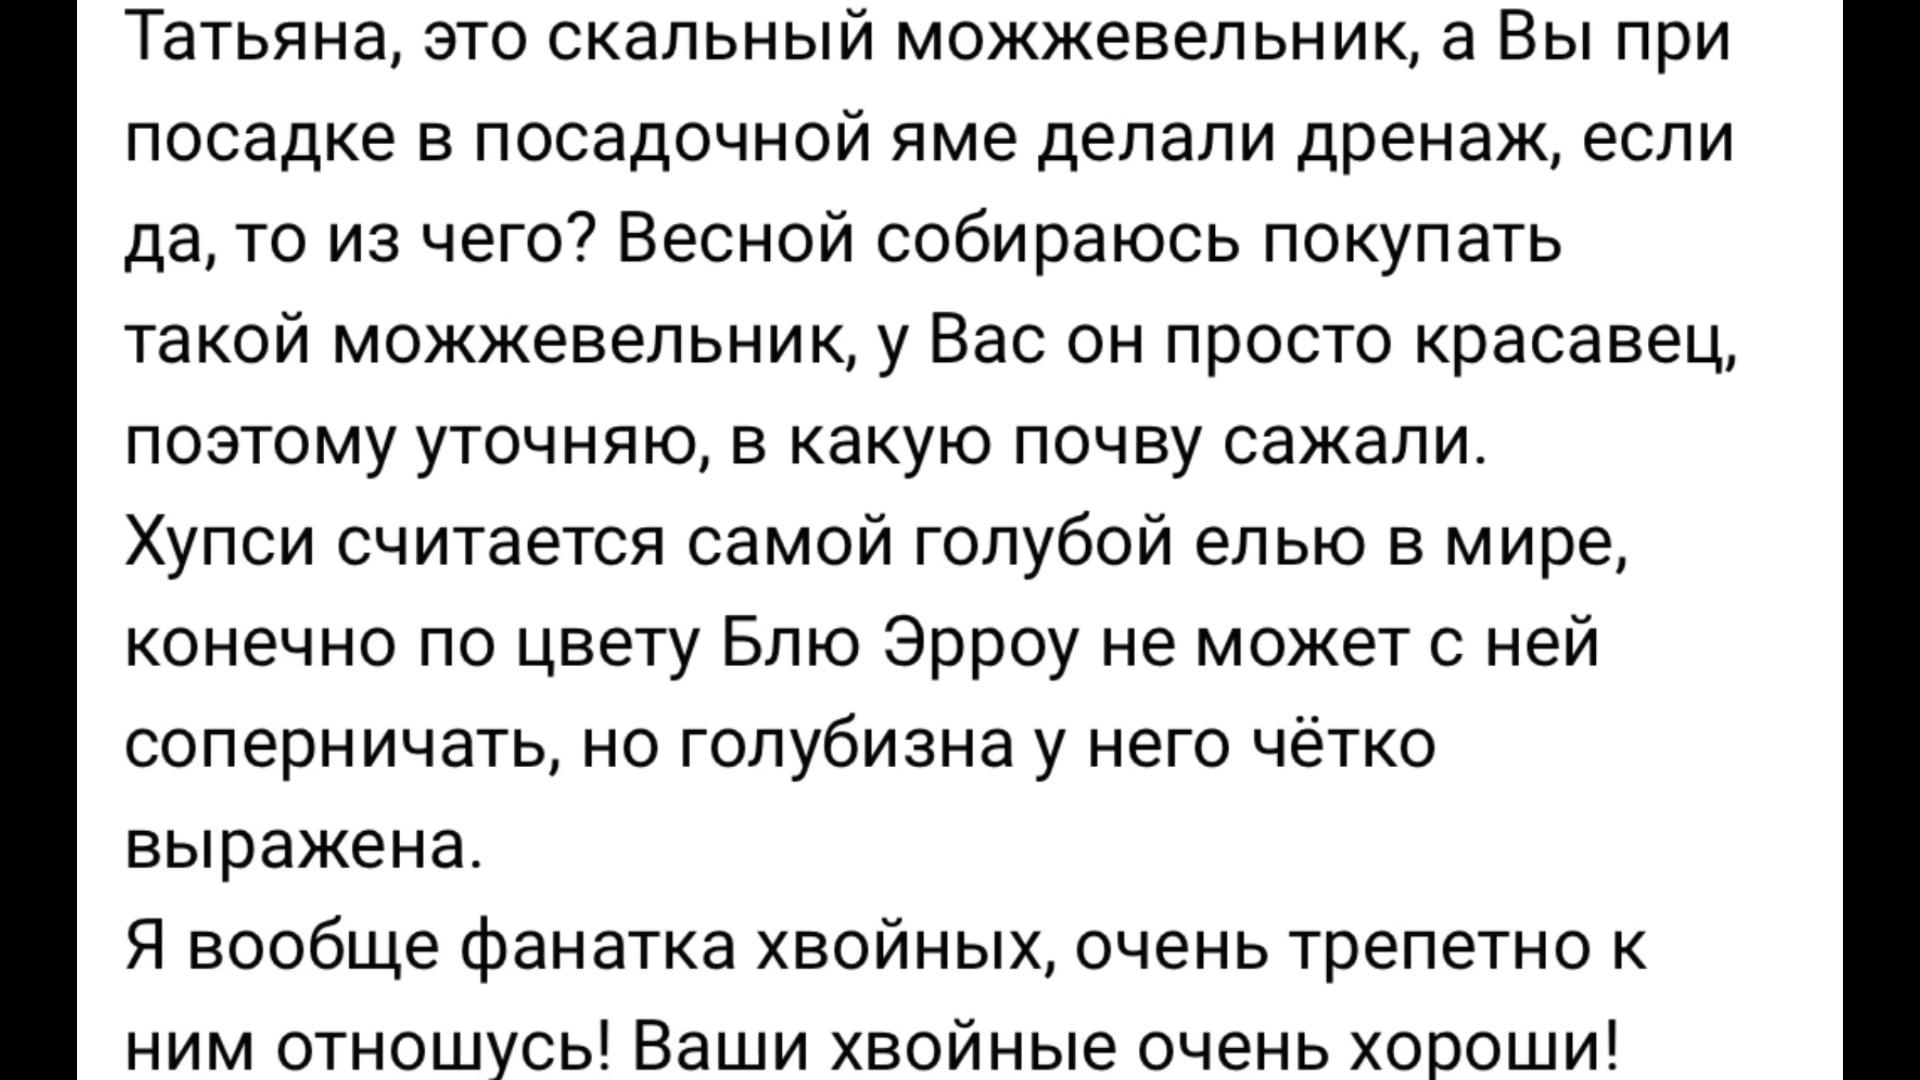 Татьяна, это скальный можжевельник, а Вы при
посадке в посадочной яме делали дренаж, если
да, то из чего? Весной собираюсь покупать
такой можжевельник, у Вас он просто красавец,
поэтому уточняю, в какую почву сажали.
Хупси считается самой голубой елью в мире,
конечно по цвету Блю Эрроу не может с ней
соперничать, но голубизна у него чётко
выражена.
Я вообще фанатка хвойных, очень трепетно к
ним отношусь! Ваши хвойные очень хороши!